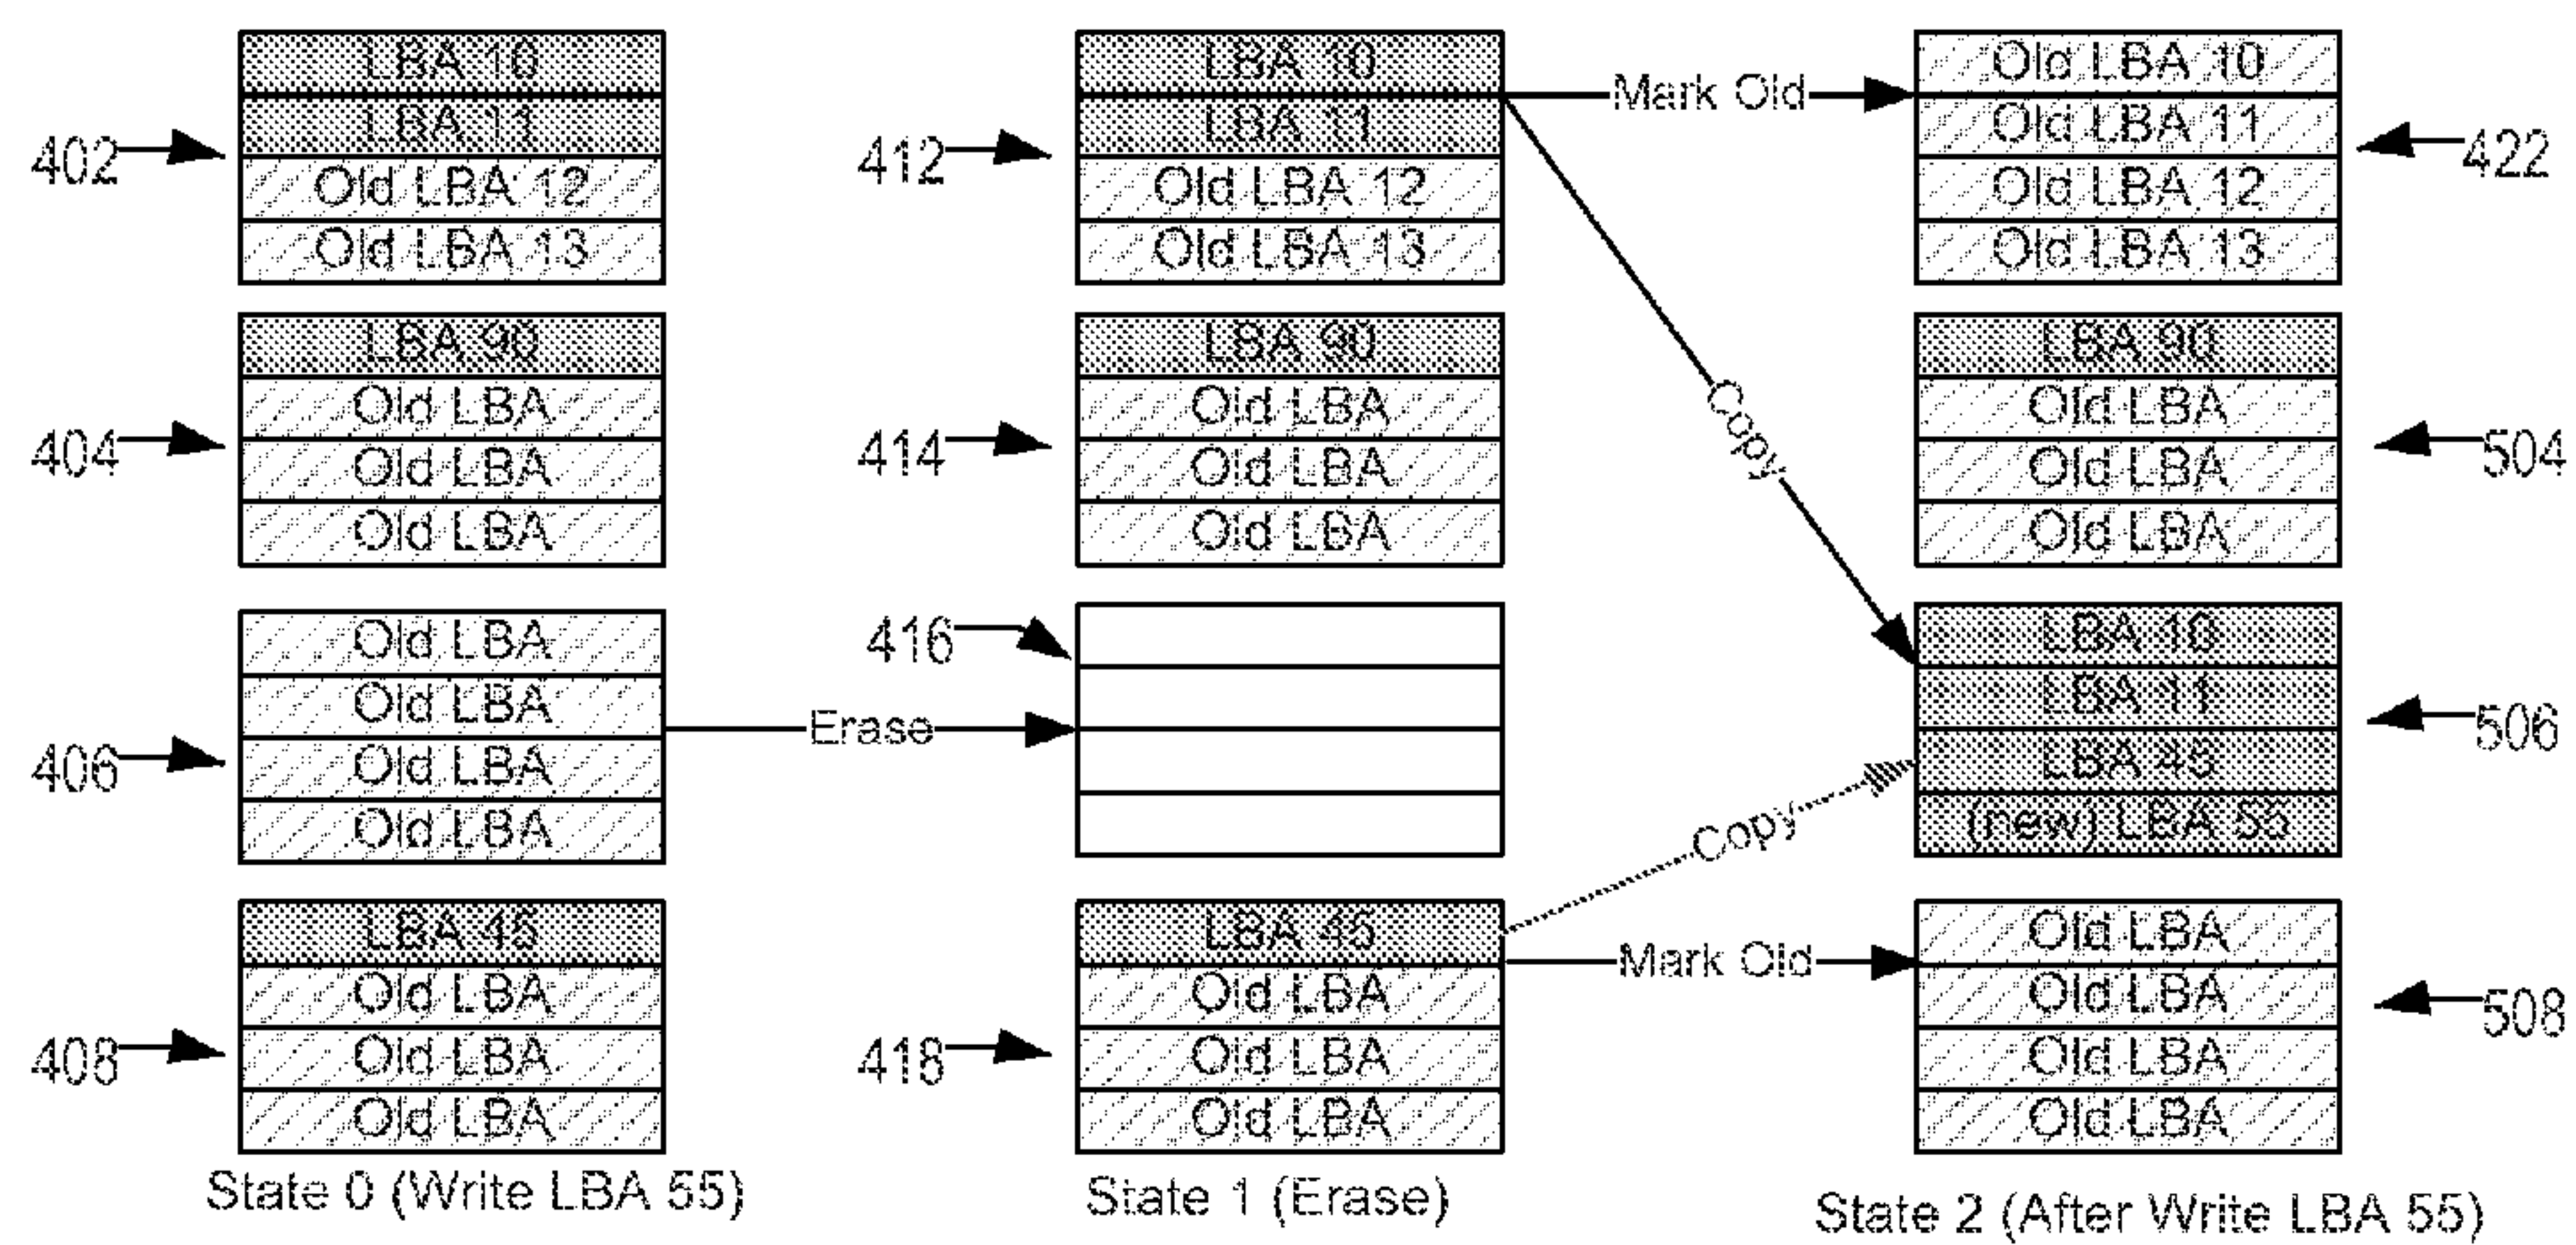 LBA 10
LBA 11
Old LBA 12
Old LBA 13
402
LBA 90
Old LBA
Old LBA
Old LBA
404
Old LBA
Old LBA
Old LBA
Old LBA
406
LBA 45
Old LBA
Old LBA
Old LBA
408
State 0 (Write LBA 55)
Erase
LBA 10
LBA 11
Old LBA 12
Old LBA 13
412
LBA 90
Old LBA
Old LBA
Old LBA
414
416
LBA 45
Old LBA
Old LBA
Old LBA
418
State 1 (Erase)
Mark Old
Copy
Copy
Mark Old
Old LBA 10
Old LBA 11
Old LBA 12
Old LBA 13
422
LBA 90
Old LBA
Old LBA
Old LBA
504
LBA 10
LBA 11
LBA 45
(new) LBA 55
506
Old LBA
Old LBA
Old LBA
Old LBA
508
State 2 (After Write LBA 55)